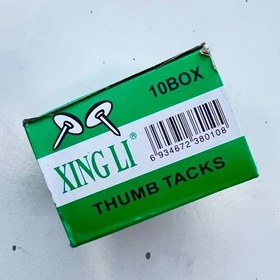 10BOX
XING LI®
6 934672 380108
THUMB TACKS